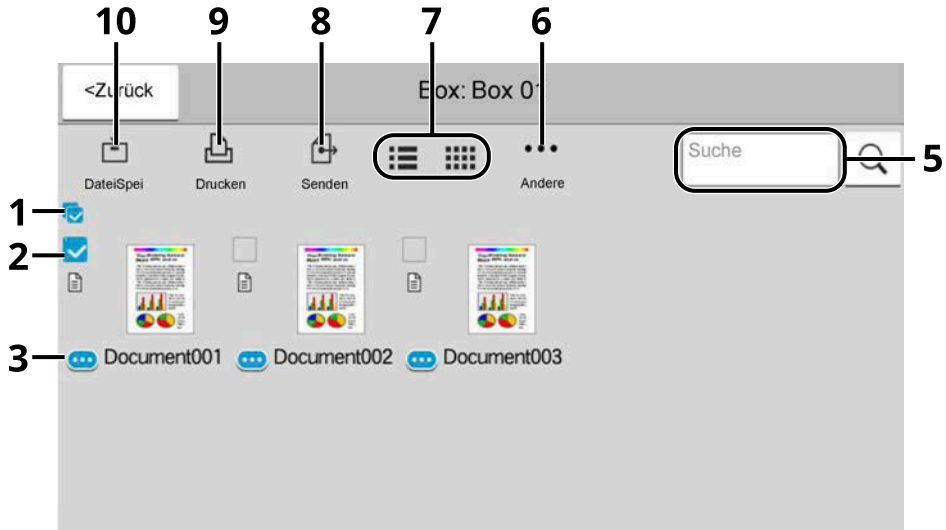 10 9 8 7 6
<Zurück
Box: Box 01
Suche
5
DateiSpei
Drucken
Senden
Andere
1
2
3
Document001
Document002
Document003